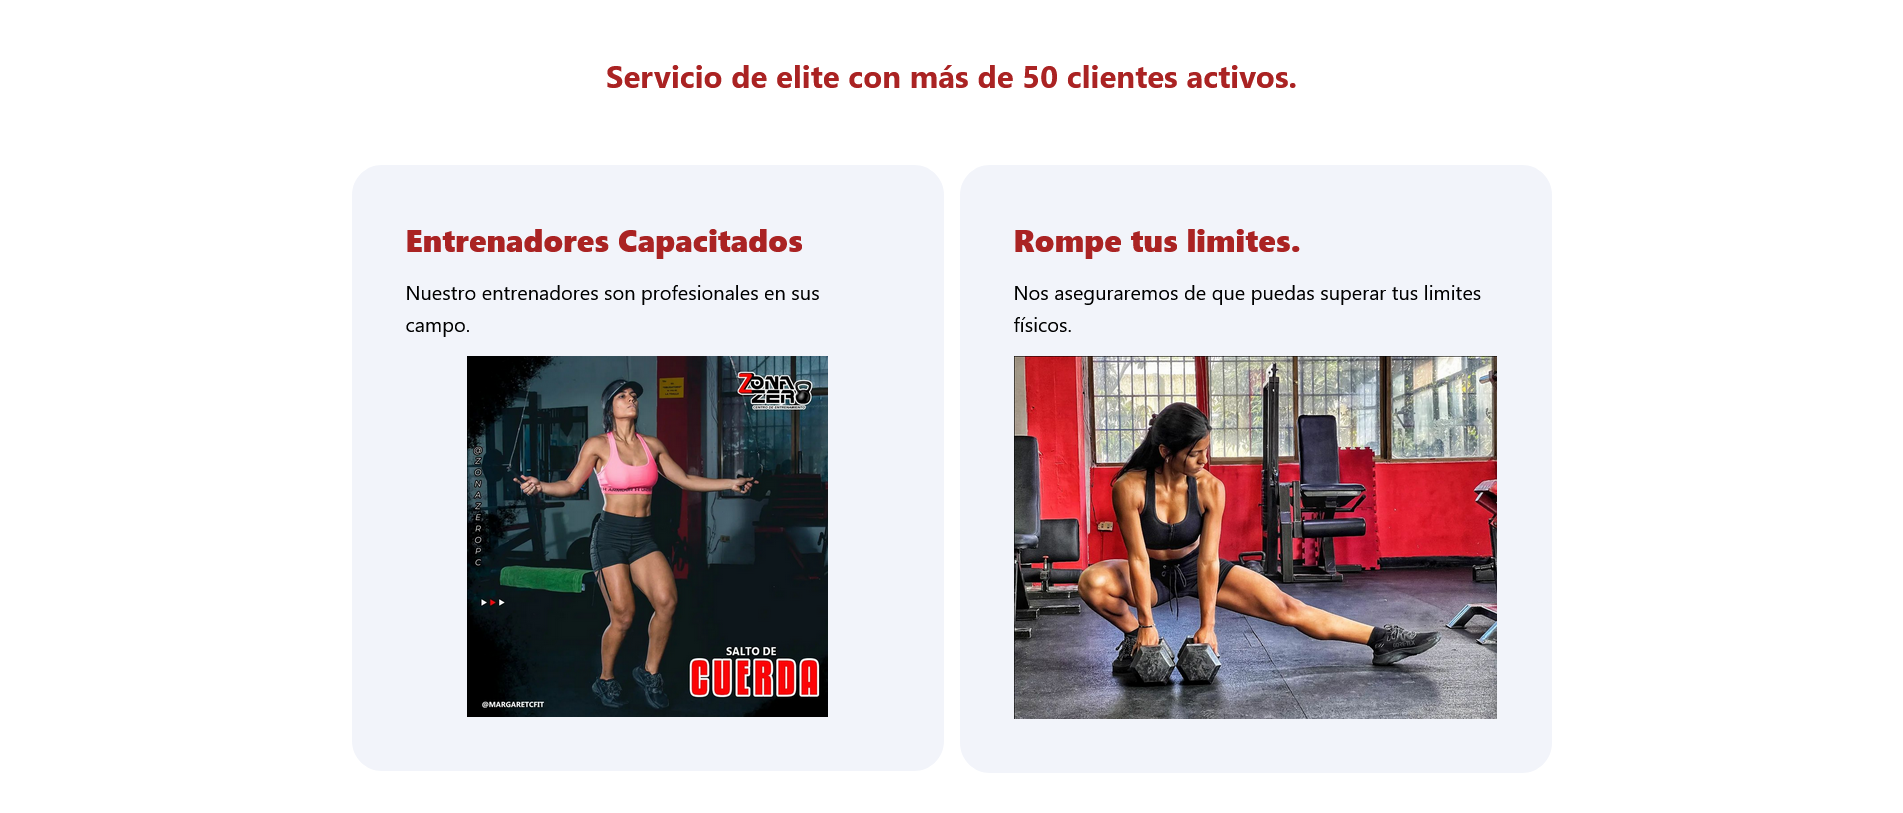 Servicio de elite con más de 50 clientes activos.
Entrenadores Capacitados
Nuestro entrenadores son profesionales en sus
campo.
ZONA
ZERO
CENTRO DE ENTRENAMIENTO
@ZONAZEROPC
SALTO DE
CUERDA
@MARGARETCFIT
Rompe tus limites.
Nos aseguraremos de que puedas superar tus limites
físicos.